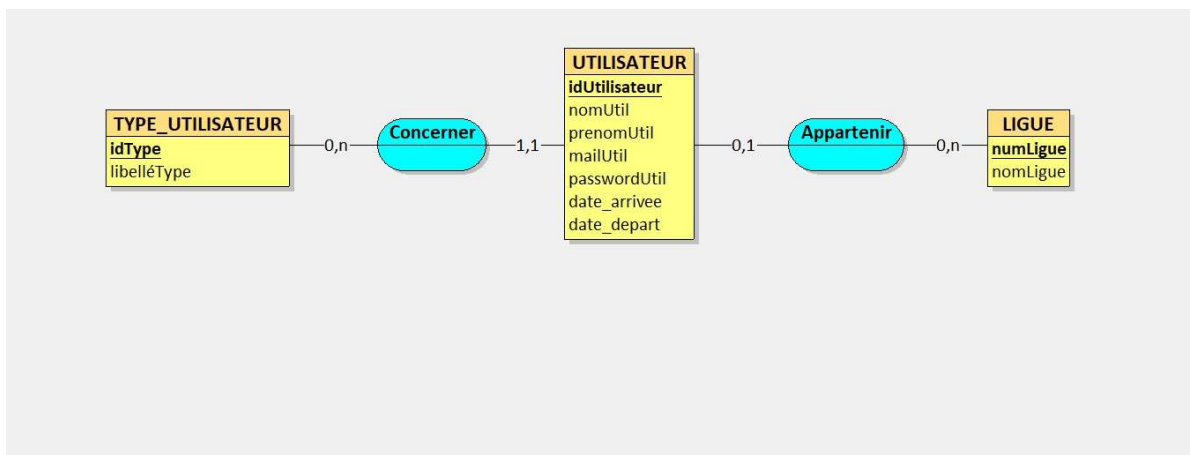 TYPE_UTILISATEUR
idType
libelléType
0,n
Concerner
1,1
UTILISATEUR
idUtilisateur
nomUtil
prenomUtil
mailUtil
passwordUtil
date_arrivee
date_depart
0,1
Appartenir
0,n
LIGUE
numLigue
nomLigue